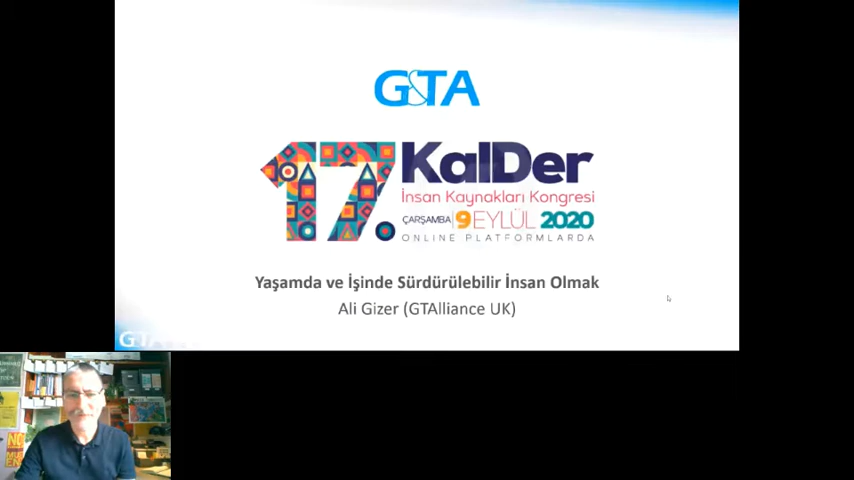 G&TA
17. KalDer
İnsan Kaynakları Kongresi
ÇARŞAMBA 9 EYLÜL 2020
ONLINE PLATFORMLARDA
Yaşamda ve İşinde Sürdürülebilir İnsan Olmak
Ali Gizer (GTAlliance UK)